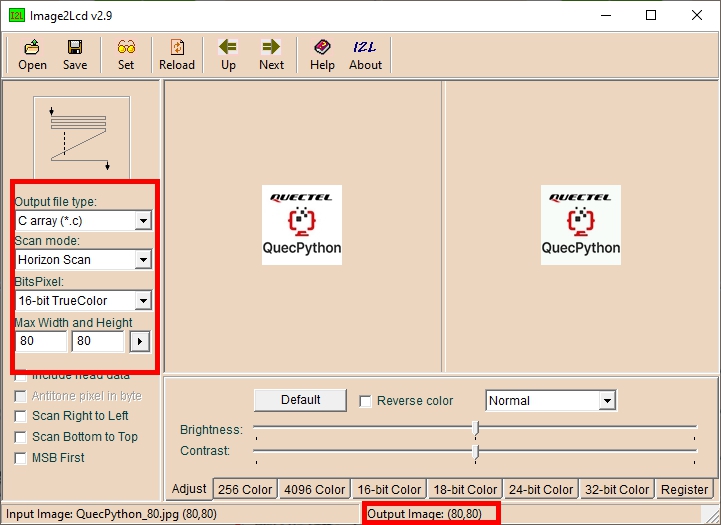 I2L Image2Lcd v2.9
Open Save Set Reload Up Next Help I2L About
Output file type:
C array (*.c)
Scan mode:
Horizon Scan
BitsPixel:
16-bit TrueColor
Max Width and Height
80 80
Include head data
Antitone pixel in byte
Scan Right to Left
Scan Bottom to Top
MSB First
QUECTEL
QuecPython
QUECTEL
QuecPython
Default Reverse color Normal
Brightness:
Contrast:
Adjust 256 Color 4096 Color 16-bit Color 18-bit Color 24-bit Color 32-bit Color Register
Input Image: QuecPython_80.jpg (80,80) Output Image: (80,80)